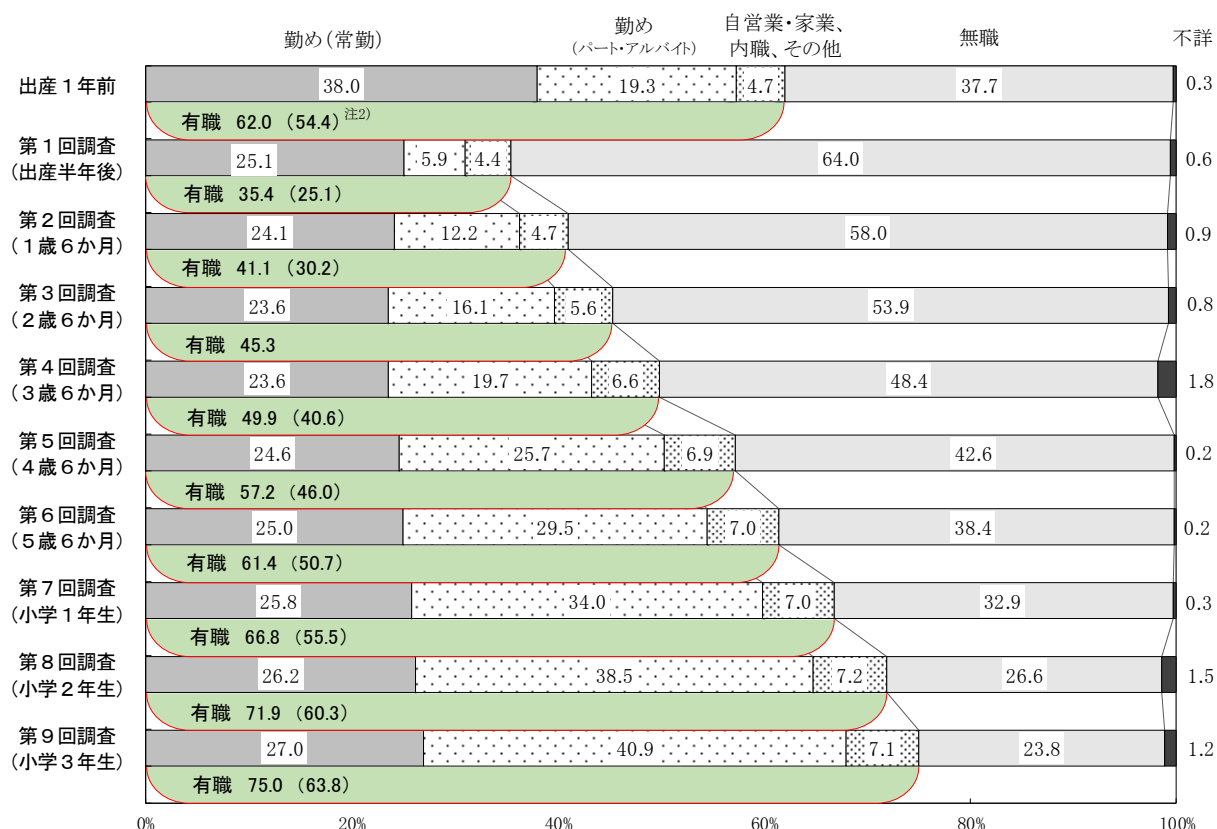 勤め(常勤)
勤め
(パート・アルバイト)
自営業・家業、
内職、その他
無職
不詳
出産1年前
38.0 19.3 4.7 37.7 0.3
有職 62.0 (54.4) 注2)
第1回調査
(出産半年後)
25.1 5.9 4.4 64.0 0.6
有職 35.4 (25.1)
第2回調査
(1歳6か月)
24.1 12.2 4.7 58.0 0.9
有職 41.1 (30.2)
第3回調査
(2歳6か月)
23.6 16.1 5.6 53.9 0.8
有職 45.3
第4回調査
(3歳6か月)
23.6 19.7 6.6 48.4 1.8
有職 49.9 (40.6)
第5回調査
(4歳6か月)
24.6 25.7 6.9 42.6 0.2
有職 57.2 (46.0)
第6回調査
(5歳6か月)
25.0 29.5 7.0 38.4 0.2
有職 61.4 (50.7)
第7回調査
(小学1年生)
25.8 34.0 7.0 32.9 0.3
有職 66.8 (55.5)
第8回調査
(小学2年生)
26.2 38.5 7.2 26.6 1.5
有職 71.9 (60.3)
第9回調査
(小学3年生)
27.0 40.9 7.1 23.8 1.2
有職 75.0 (63.8)
0% 20% 40% 60% 80% 100%